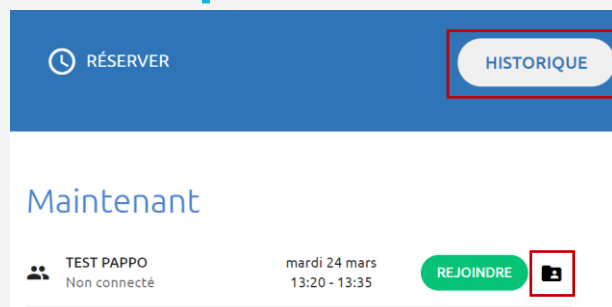 RÉSERVER
HISTORIQUE
Maintenant
TEST PAPPO
Non connecté
mardi 24 mars
13:20 - 13:35
REJOINDRE